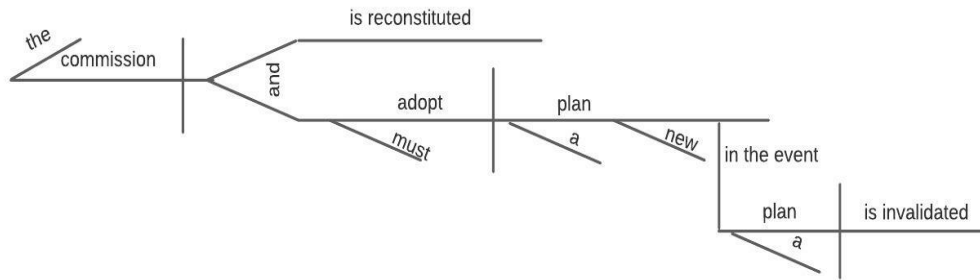 the
commission
is reconstituted
and
adopt
must
plan
a
new
in the event
plan
a
is invalidated